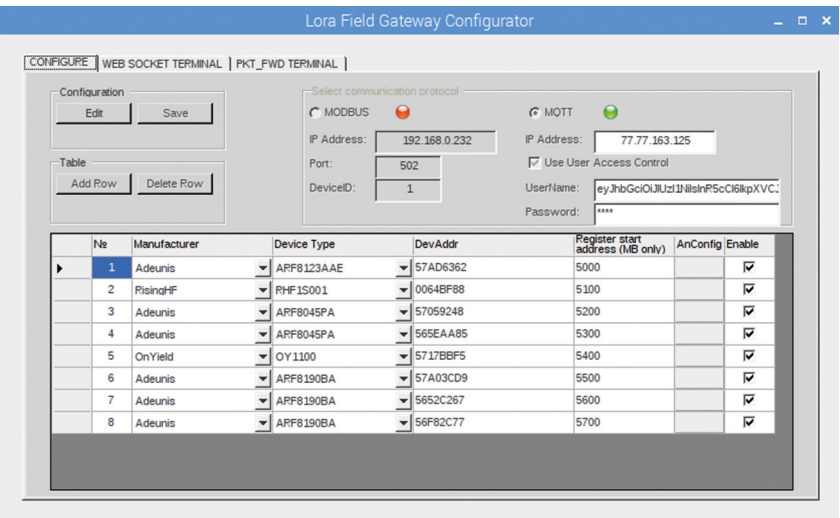 Lora Field Gateway Configurator
CONFIGURE WEB SOCKET TERMINAL PKT_FWD TERMINAL
Configuration
Edit Save
Table
Add Row Delete Row
Select communication protocol
MODBUS MOTT
IP Address: 192.168.0.232 IP Address: 77.77.163.125
Port: 502 Use User Access Control
DeviceID: 1 UserName:
Password: ****
№ Manufacturer Device Type DevAddr Register start address (MB only) AnConfig Enable
1 Adeunis ARF8123AAE 57AD6362 5000
2 RisingHF RHF1S001 0064BF88 5100
3 Adeunis ARF8045PA 57059248 5200
4 Adeunis ARF8045PA 565EAA85 5300
5 OnYield OY1100 5717BBF5 5400
6 Adeunis ARF8190BA 57A03CD9 5500
7 Adeunis ARF8190BA 5652C267 5600
8 Adeunis ARF8190BA 56F82C77 5700